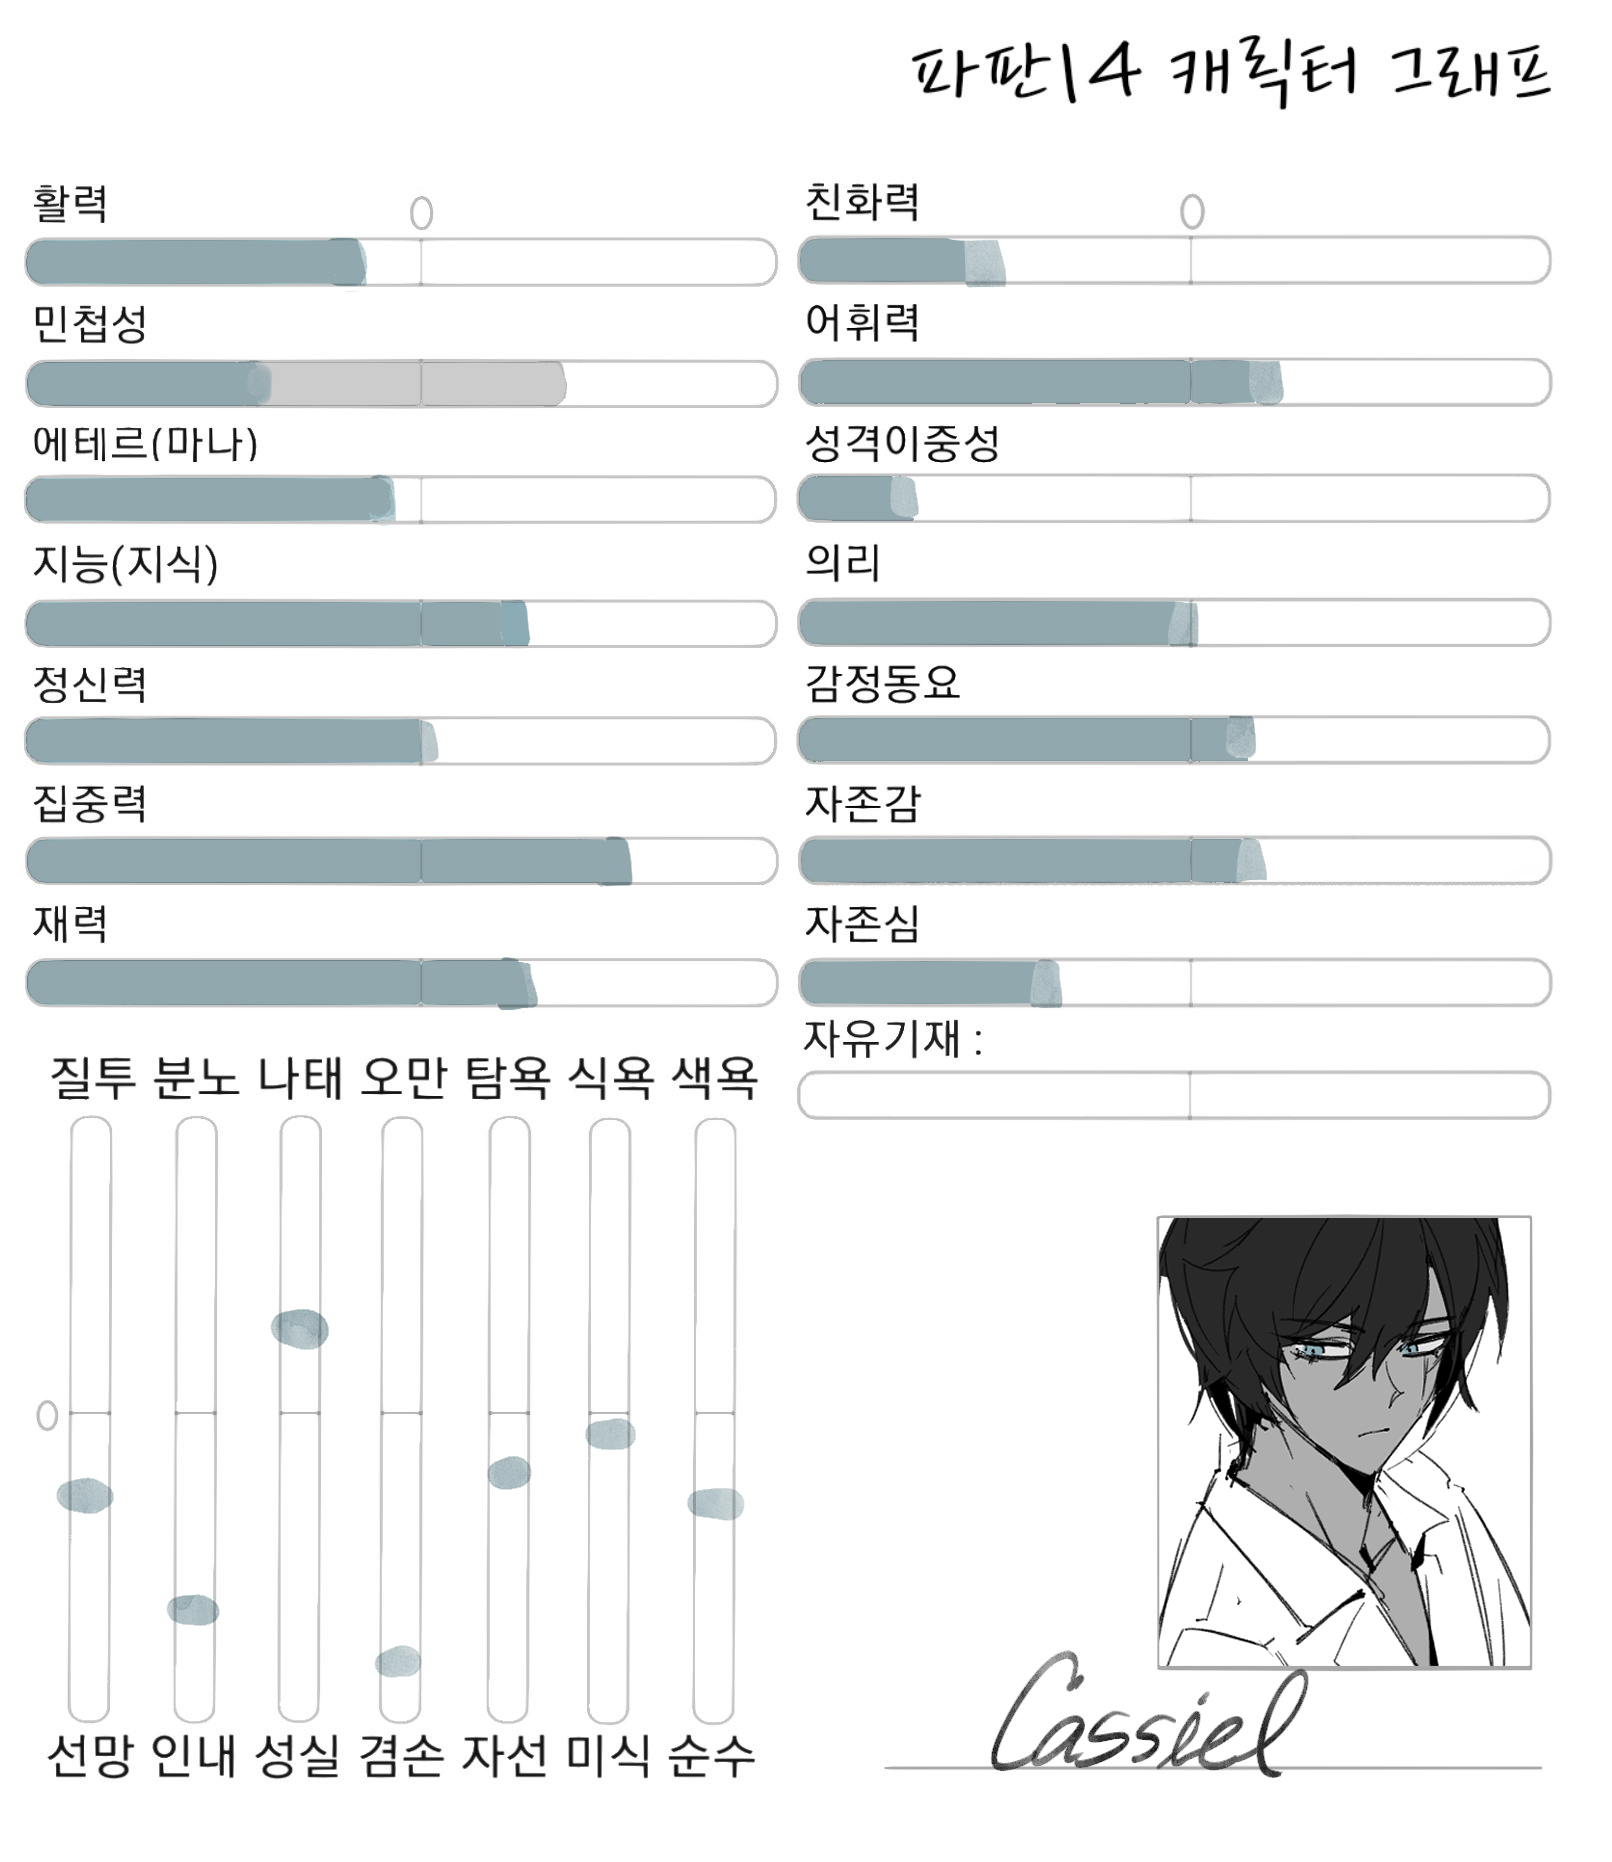 파판14 캐릭터 그래프
활력
0
민첩성
에테르(마나)
지능(지식)
정신력
집중력
재력
친화력
0
어휘력
성격이중성
의리
감정동요
자존감
자존심
자유기재 :
질투 분노 나태 오만 탐욕 식욕 색욕
0
선망 인내 성실 겸손 자선 미식 순수
Cassiel